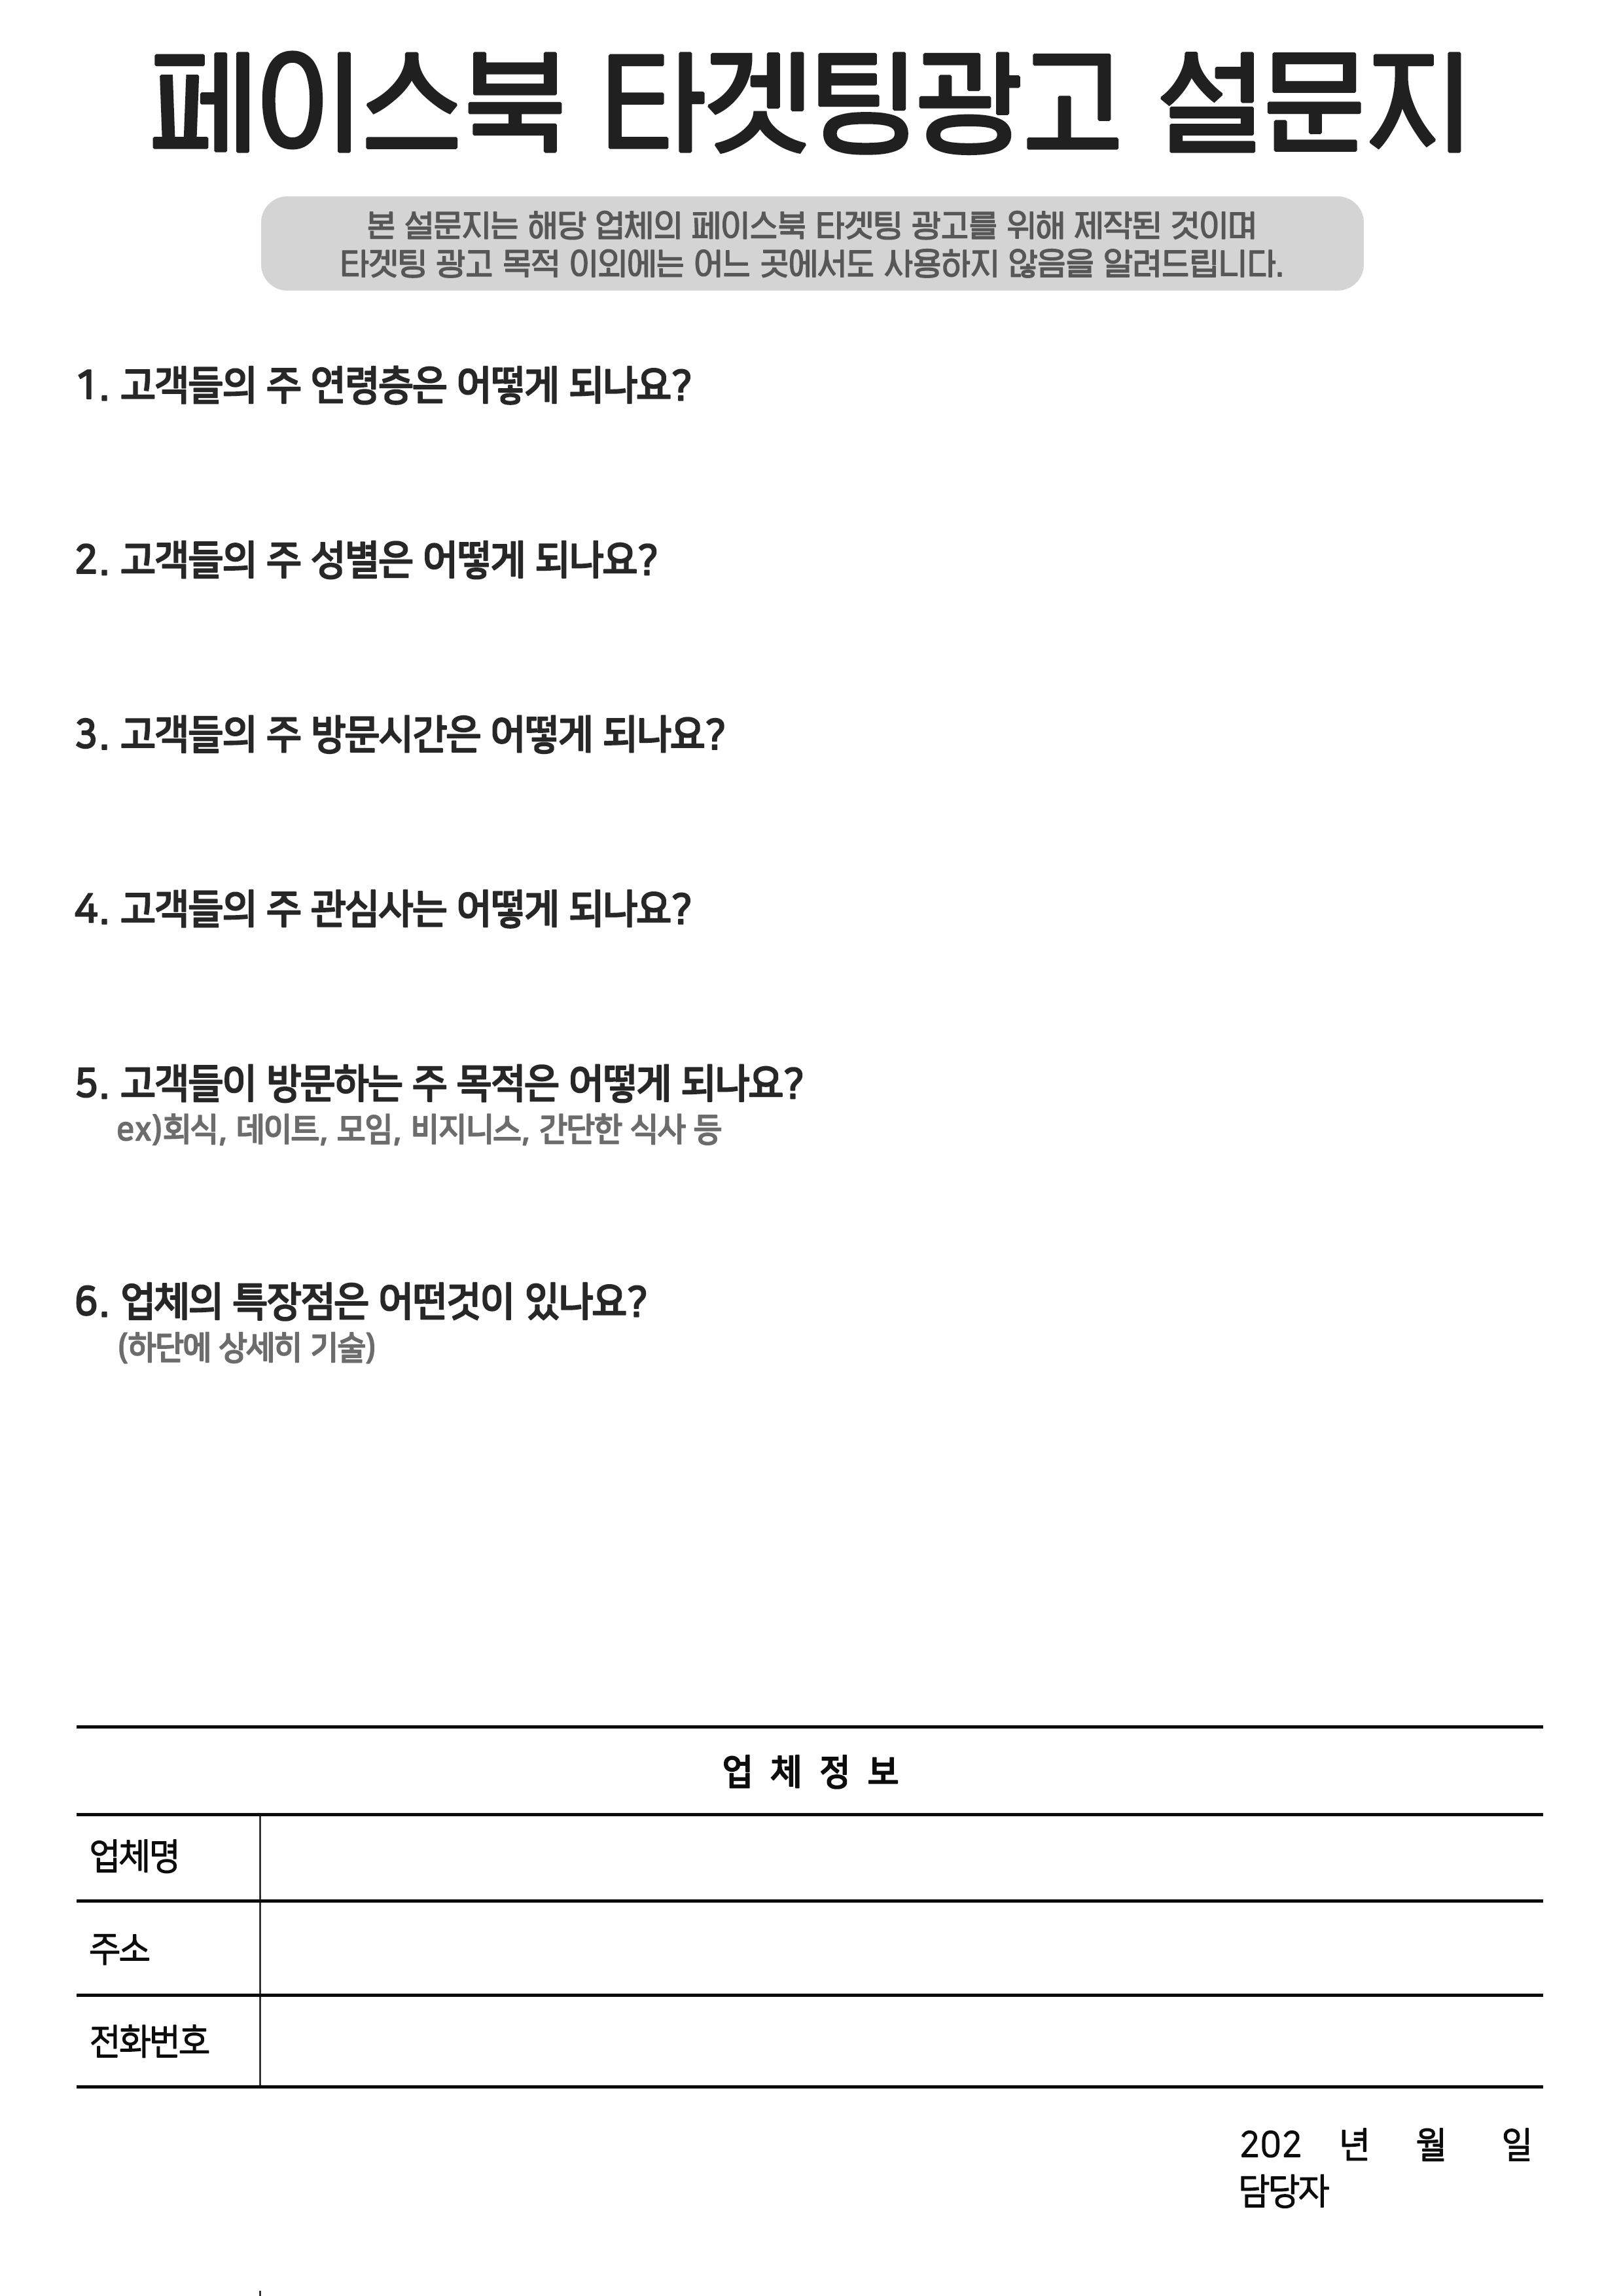 페이스북 타겟팅광고 설문지
본 설문지는 해당 업체의 페이스북 타겟팅 광고를 위해 제작된 것이며
타겟팅 광고 목적 이외에는 어느 곳에서도 사용하지 않음을 알려드립니다.
1. 고객들의 주 연령층은 어떻게 되나요?
2. 고객들의 주 성별은 어떻게 되나요?
3. 고객들의 주 방문시간은 어떻게 되나요?
4. 고객들의 주 관심사는 어떻게 되나요?
5. 고객들이 방문하는 주 목적은 어떻게 되나요?
ex)회식, 데이트, 모임, 비지니스, 간단한 식사 등
6. 업체의 특장점은 어떤것이 있나요?
(하단에 상세히 기술)
업 체 정 보
업체명
주소
전화번호
202 년 월 일
담당자